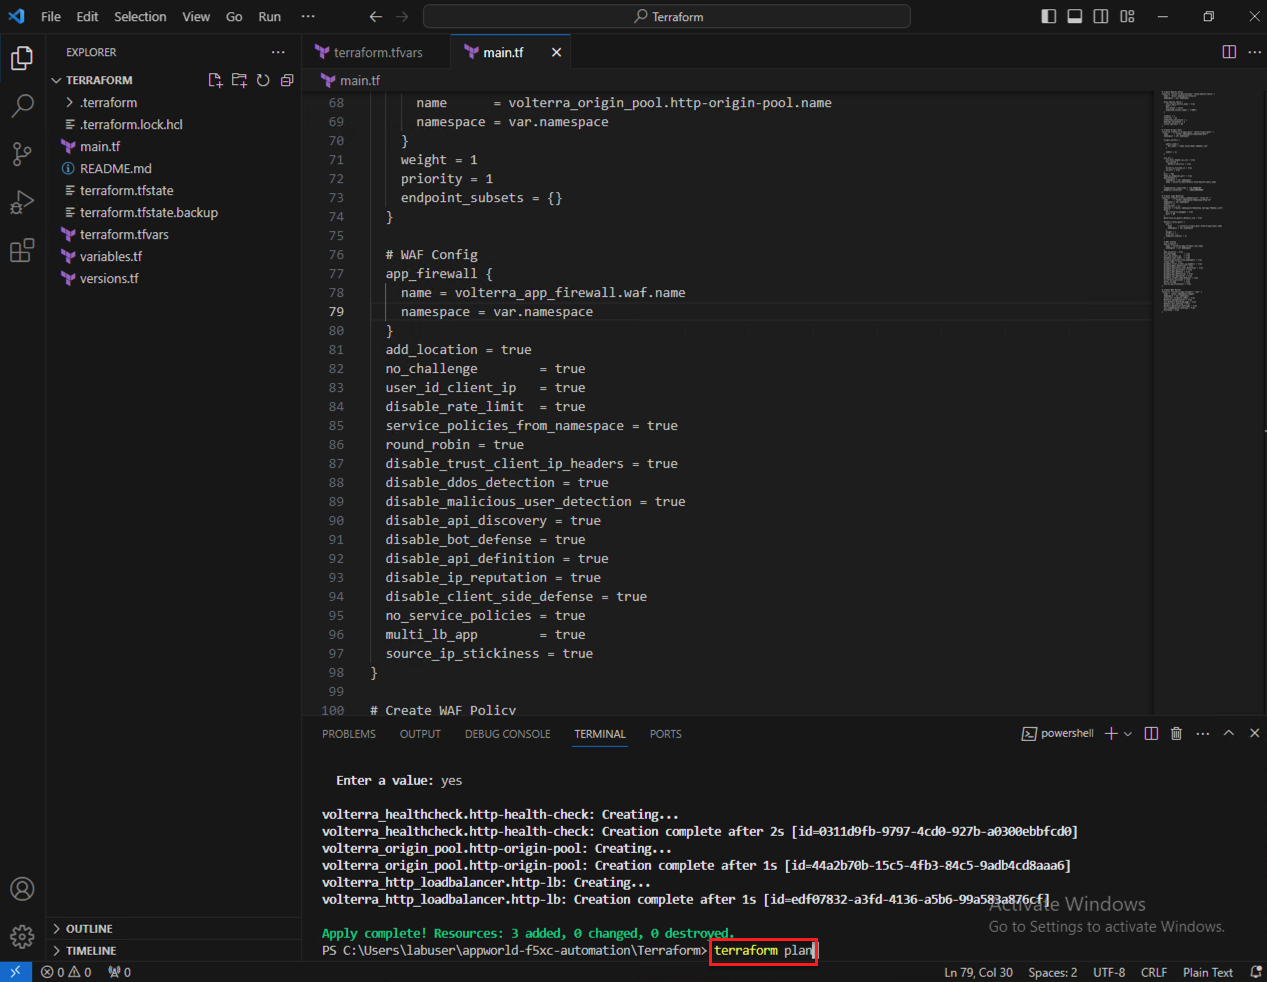 File Edit Selection View Go Run ··· Terraform
EXPLORER ···
TERRAFORM
.terraform
.terraform.lock.hcl
main.tf
README.md
terraform.tfstate
terraform.tfstate.backup
terraform.tfvars
variables.tf
versions.tf
OUTLINE
TIMELINE
terraform.tfvars main.tf
main.tf
68 name      = volterra_origin_pool.http-origin-pool.name
69 namespace = var.namespace
70 }
71 weight = 1
72 priority = 1
73 endpoint_subsets = {}
74 }
75
76 # WAF Config
77 app_firewall {
78 name = volterra_app_firewall.waf.name
79 namespace = var.namespace
80 }
81 add_location = true
82 no_challenge        = true
83 user_id_client_ip   = true
84 disable_rate_limit  = true
85 service_policies_from_namespace = true
86 round_robin = true
87 disable_trust_client_ip_headers = true
88 disable_ddos_detection = true
89 disable_malicious_user_detection = true
90 disable_api_discovery = true
91 disable_bot_defense = true
92 disable_api_definition = true
93 disable_ip_reputation = true
94 disable_client_side_defense = true
95 no_service_policies = true
96 multi_lb_app        = true
97 source_ip_stickiness = true
98 }
99
100 # Create WAF Policy
PROBLEMS OUTPUT DEBUG CONSOLE TERMINAL PORTS powershell
Enter a value: yes
volterra_healthcheck.http-health-check: Creating...
volterra_healthcheck.http-health-check: Creation complete after 2s [id=0311d9fb-9797-4cd0-927b-a0300ebbfcd0]
volterra_origin_pool.http-origin-pool: Creating...
volterra_origin_pool.http-origin-pool: Creation complete after 1s [id=44a2b70b-15c5-4fb3-84c5-9adb4cd8aaa6]
volterra_http_loadbalancer.http-lb: Creating...
volterra_http_loadbalancer.http-lb: Creation complete after 1s [id=edf07832-a3fd-4136-a5b6-99a583a876cf]
Apply complete! Resources: 3 added, 0 changed, 0 destroyed.
PS C:\Users\labuser\appworld-f5xc-automation\Terraform> terraform plan
Activate Windows
Go to Settings to activate Windows.
0 0 0 Ln 79, Col 30 Spaces: 2 UTF-8 CRLF Plain Text